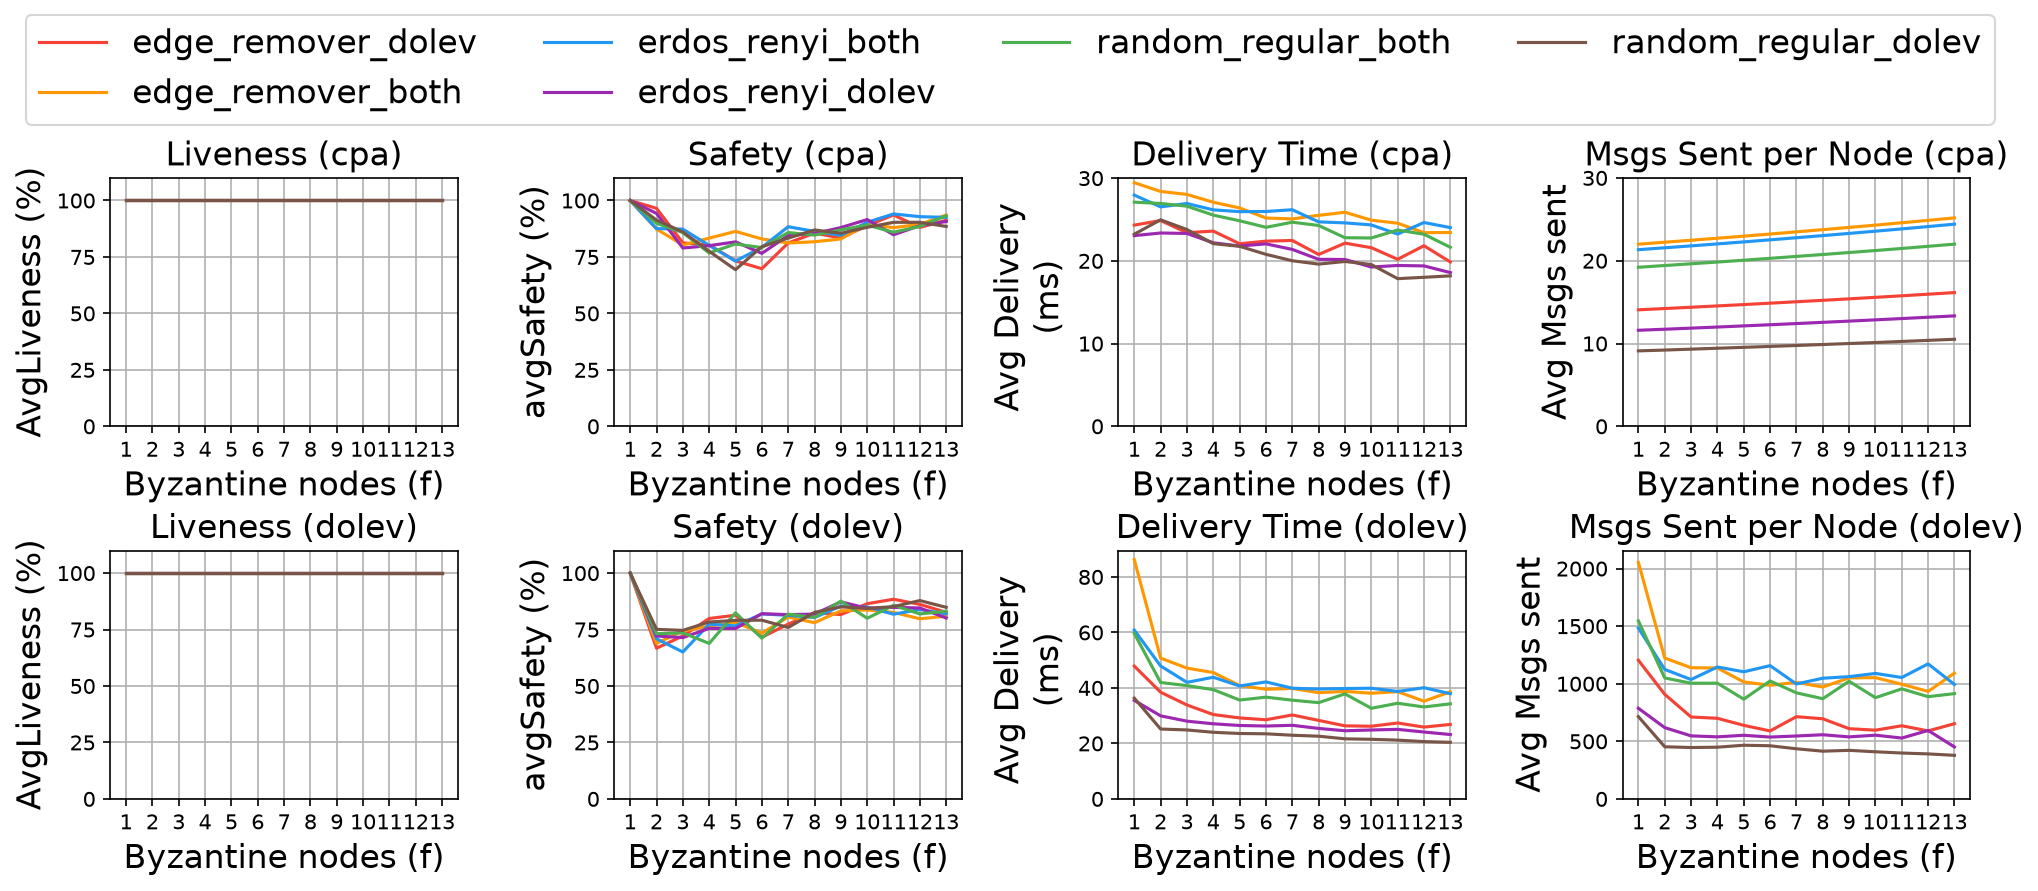 edge_remover_dolev erdos_renyi_both random_regular_both random_regular_dolev
edge_remover_both erdos_renyi_dolev
Liveness (cpa)
AvgLiveness (%)
100
75
50
25
0
1 2 3 4 5 6 7 8 9 10 11 12 13
Byzantine nodes (f)
Safety (cpa)
avgSafety (%)
100
75
50
25
0
1 2 3 4 5 6 7 8 9 10 11 12 13
Byzantine nodes (f)
Delivery Time (cpa)
Avg Delivery
(ms)
30
20
10
0
1 2 3 4 5 6 7 8 9 10 11 12 13
Byzantine nodes (f)
Msgs Sent per Node (cpa)
Avg Msgs sent
30
20
10
0
1 2 3 4 5 6 7 8 9 10 11 12 13
Byzantine nodes (f)
Liveness (dolev)
AvgLiveness (%)
100
75
50
25
0
1 2 3 4 5 6 7 8 9 10 11 12 13
Byzantine nodes (f)
Safety (dolev)
avgSafety (%)
100
75
50
25
0
1 2 3 4 5 6 7 8 9 10 11 12 13
Byzantine nodes (f)
Delivery Time (dolev)
Avg Delivery
(ms)
80
60
40
20
0
1 2 3 4 5 6 7 8 9 10 11 12 13
Byzantine nodes (f)
Msgs Sent per Node (dolev)
Avg Msgs sent
2000
1500
1000
500
0
1 2 3 4 5 6 7 8 9 10 11 12 13
Byzantine nodes (f)